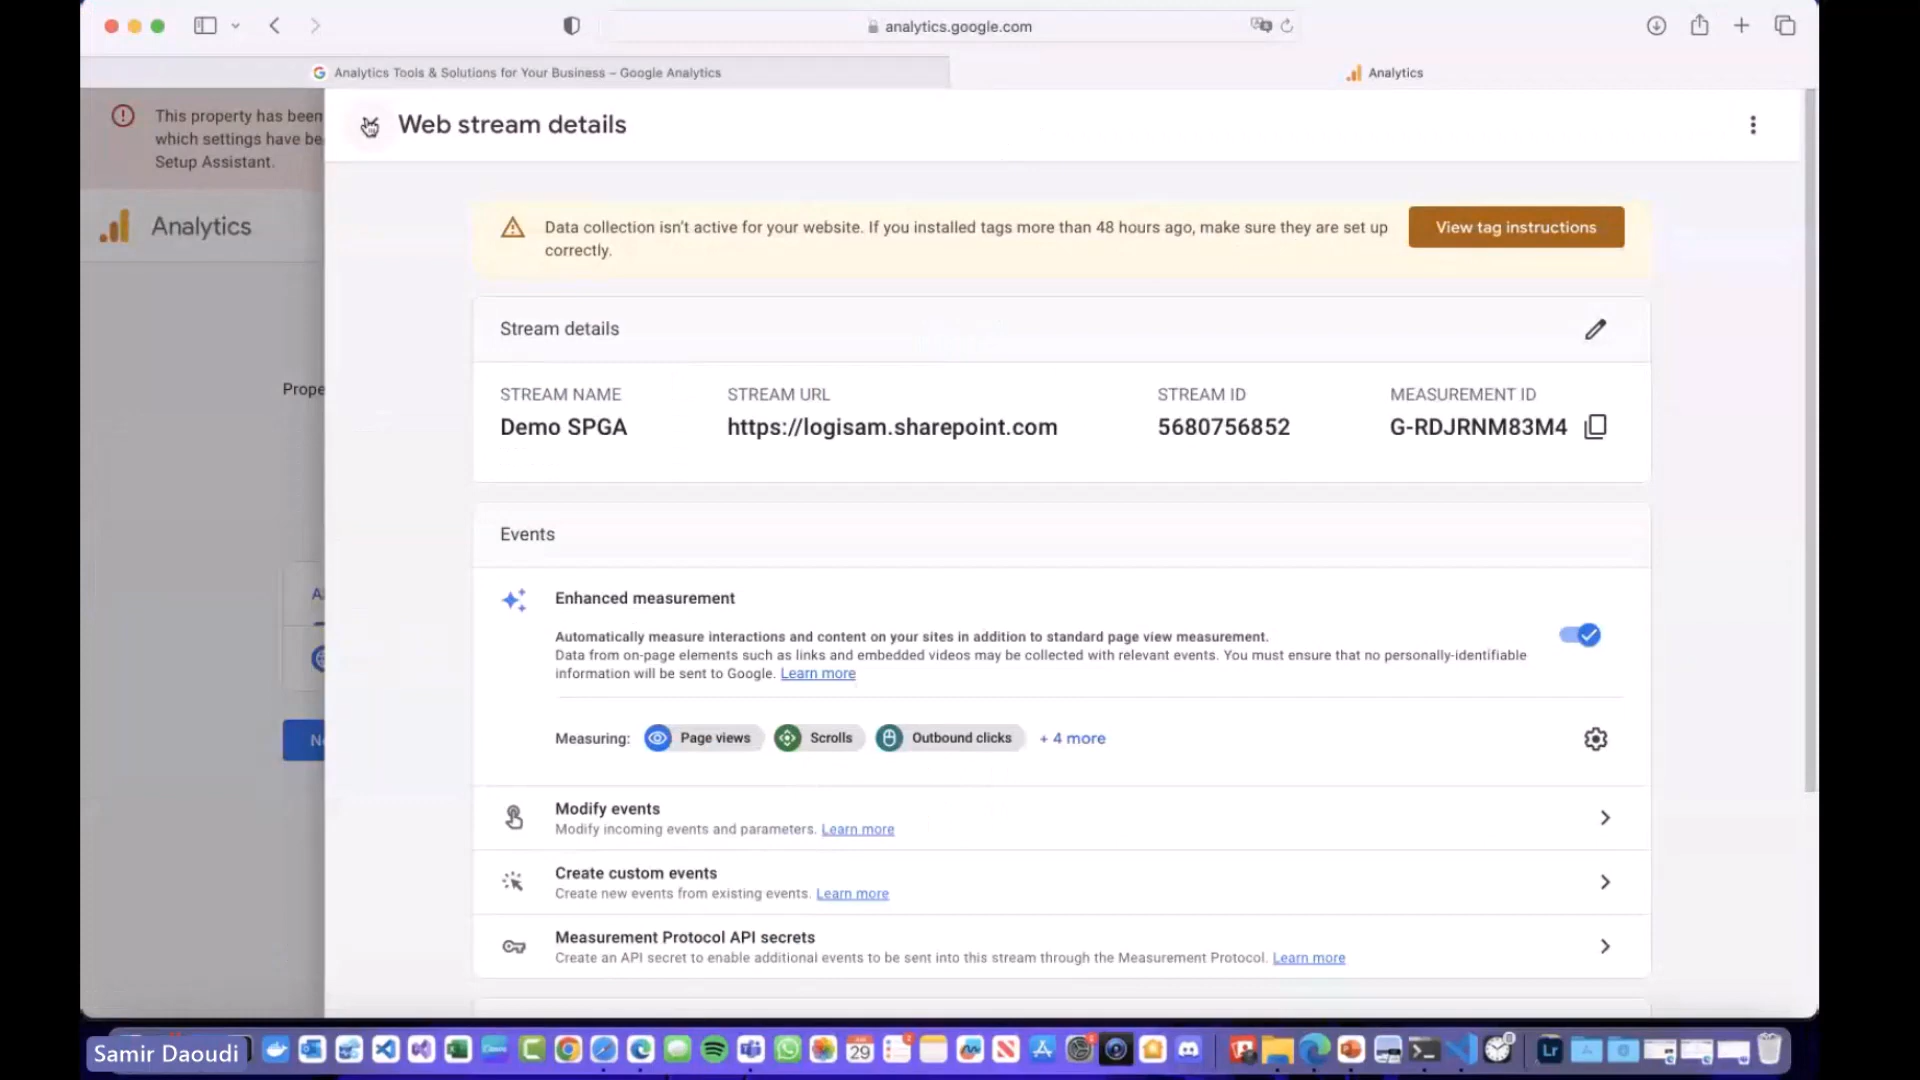 analytics.google.com
Analytics Tools & Solutions for Your Business – Google Analytics
Analytics
This property has been
which settings have be
Setup Assistant.
Analytics
Prope
Web stream details
Data collection isn't active for your website. If you installed tags more than 48 hours ago, make sure they are set up
correctly.
View tag instructions
Stream details
STREAM NAME
Demo SPGA
STREAM URL
https://logisam.sharepoint.com
STREAM ID
5680756852
MEASUREMENT ID
G-RDJRNM83M4
Events
Enhanced measurement
Automatically measure interactions and content on your sites in addition to standard page view measurement.
Data from on-page elements such as links and embedded videos may be collected with relevant events. You must ensure that no personally-identifiable
information will be sent to Google. Learn more
Measuring: Page views Scrolls Outbound clicks + 4 more
Modify events
Modify incoming events and parameters. Learn more
Create custom events
Create new events from existing events. Learn more
Measurement Protocol API secrets
Create an API secret to enable additional events to be sent into this stream through the Measurement Protocol. Learn more
Samir Daoudi
29
Lr